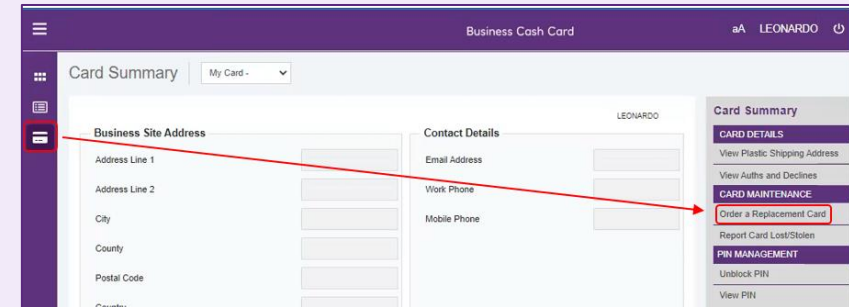 Business Cash Card
aA LEONARDO
Card Summary
My Card -
LEONARDO
Business Site Address
Address Line 1
Address Line 2
City
County
Postal Code
Country
Contact Details
Email Address
Work Phone
Mobile Phone
Card Summary
CARD DETAILS
View Plastic Shipping Address
View Auths and Declines
CARD MAINTENANCE
Order a Replacement Card
Report Card Lost/Stolen
PIN MANAGEMENT
Unblock PIN
View PIN